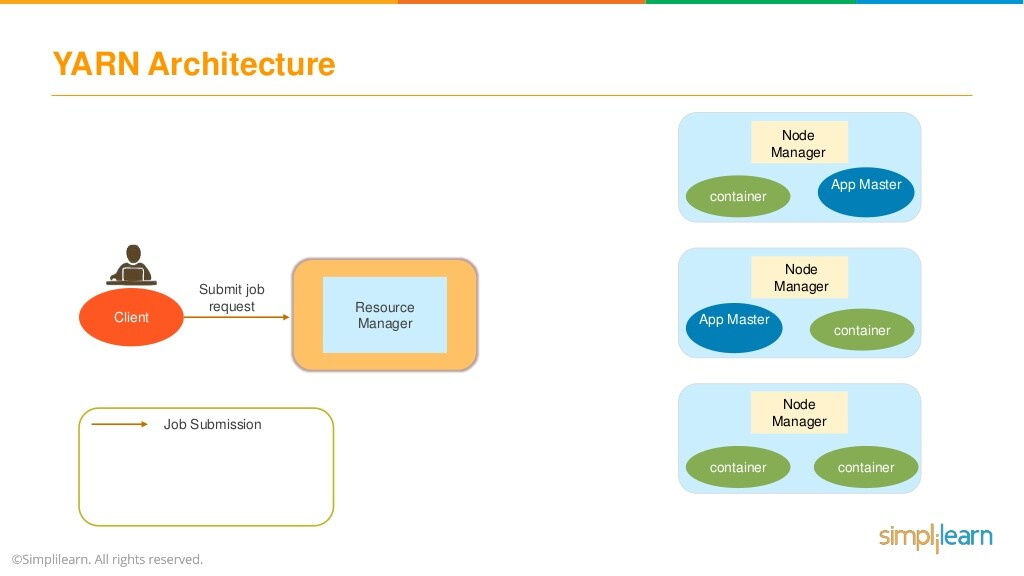 YARN Architecture
Node
Manager
container
App Master
Submit job
request
Client
Resource
Manager
Node
Manager
App Master
container
Job Submission
Node
Manager
container
container
simplilearn
©Simplilearn. All rights reserved.